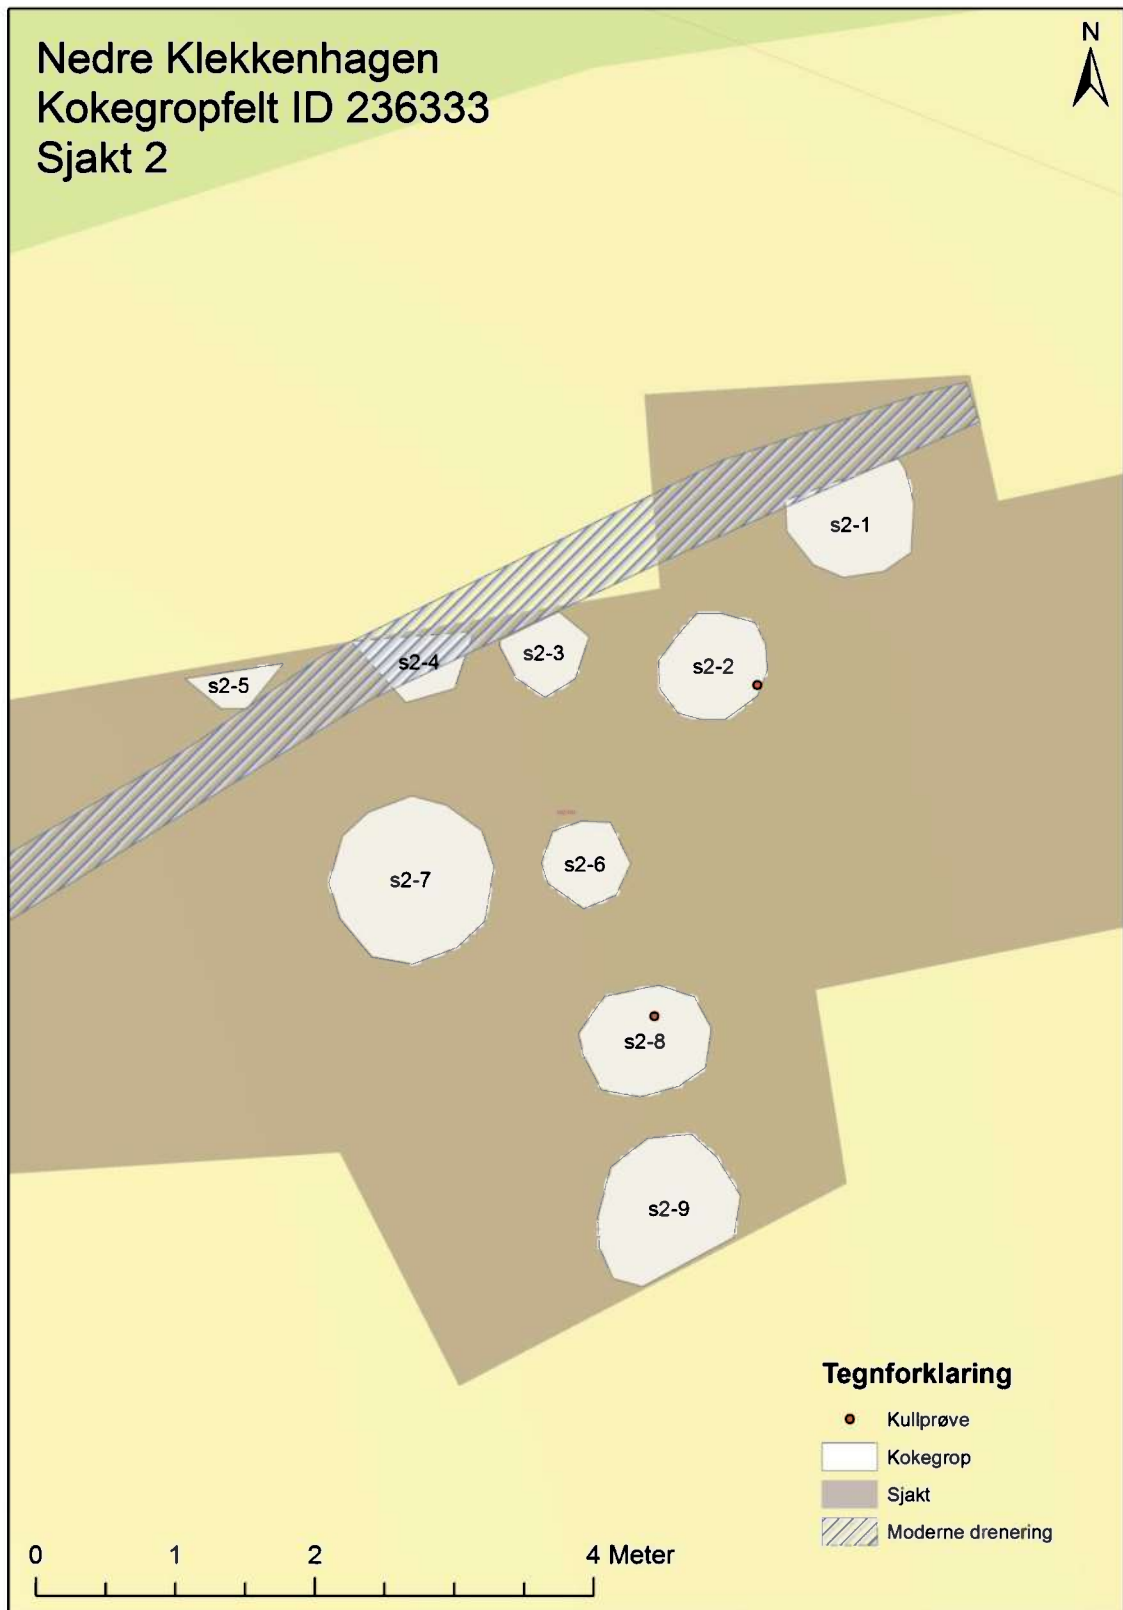 Nedre Klekkenhagen
Kokegropfelt ID 236333
Sjakt 2
N
s2-1
s2-2
s2-3
s2-4
s2-5
s2-6
s2-7
s2-8
s2-9
Tegnforklaring
Kullprøve
Kokegrop
Sjakt
Moderne drenering
0 1 2 4 Meter